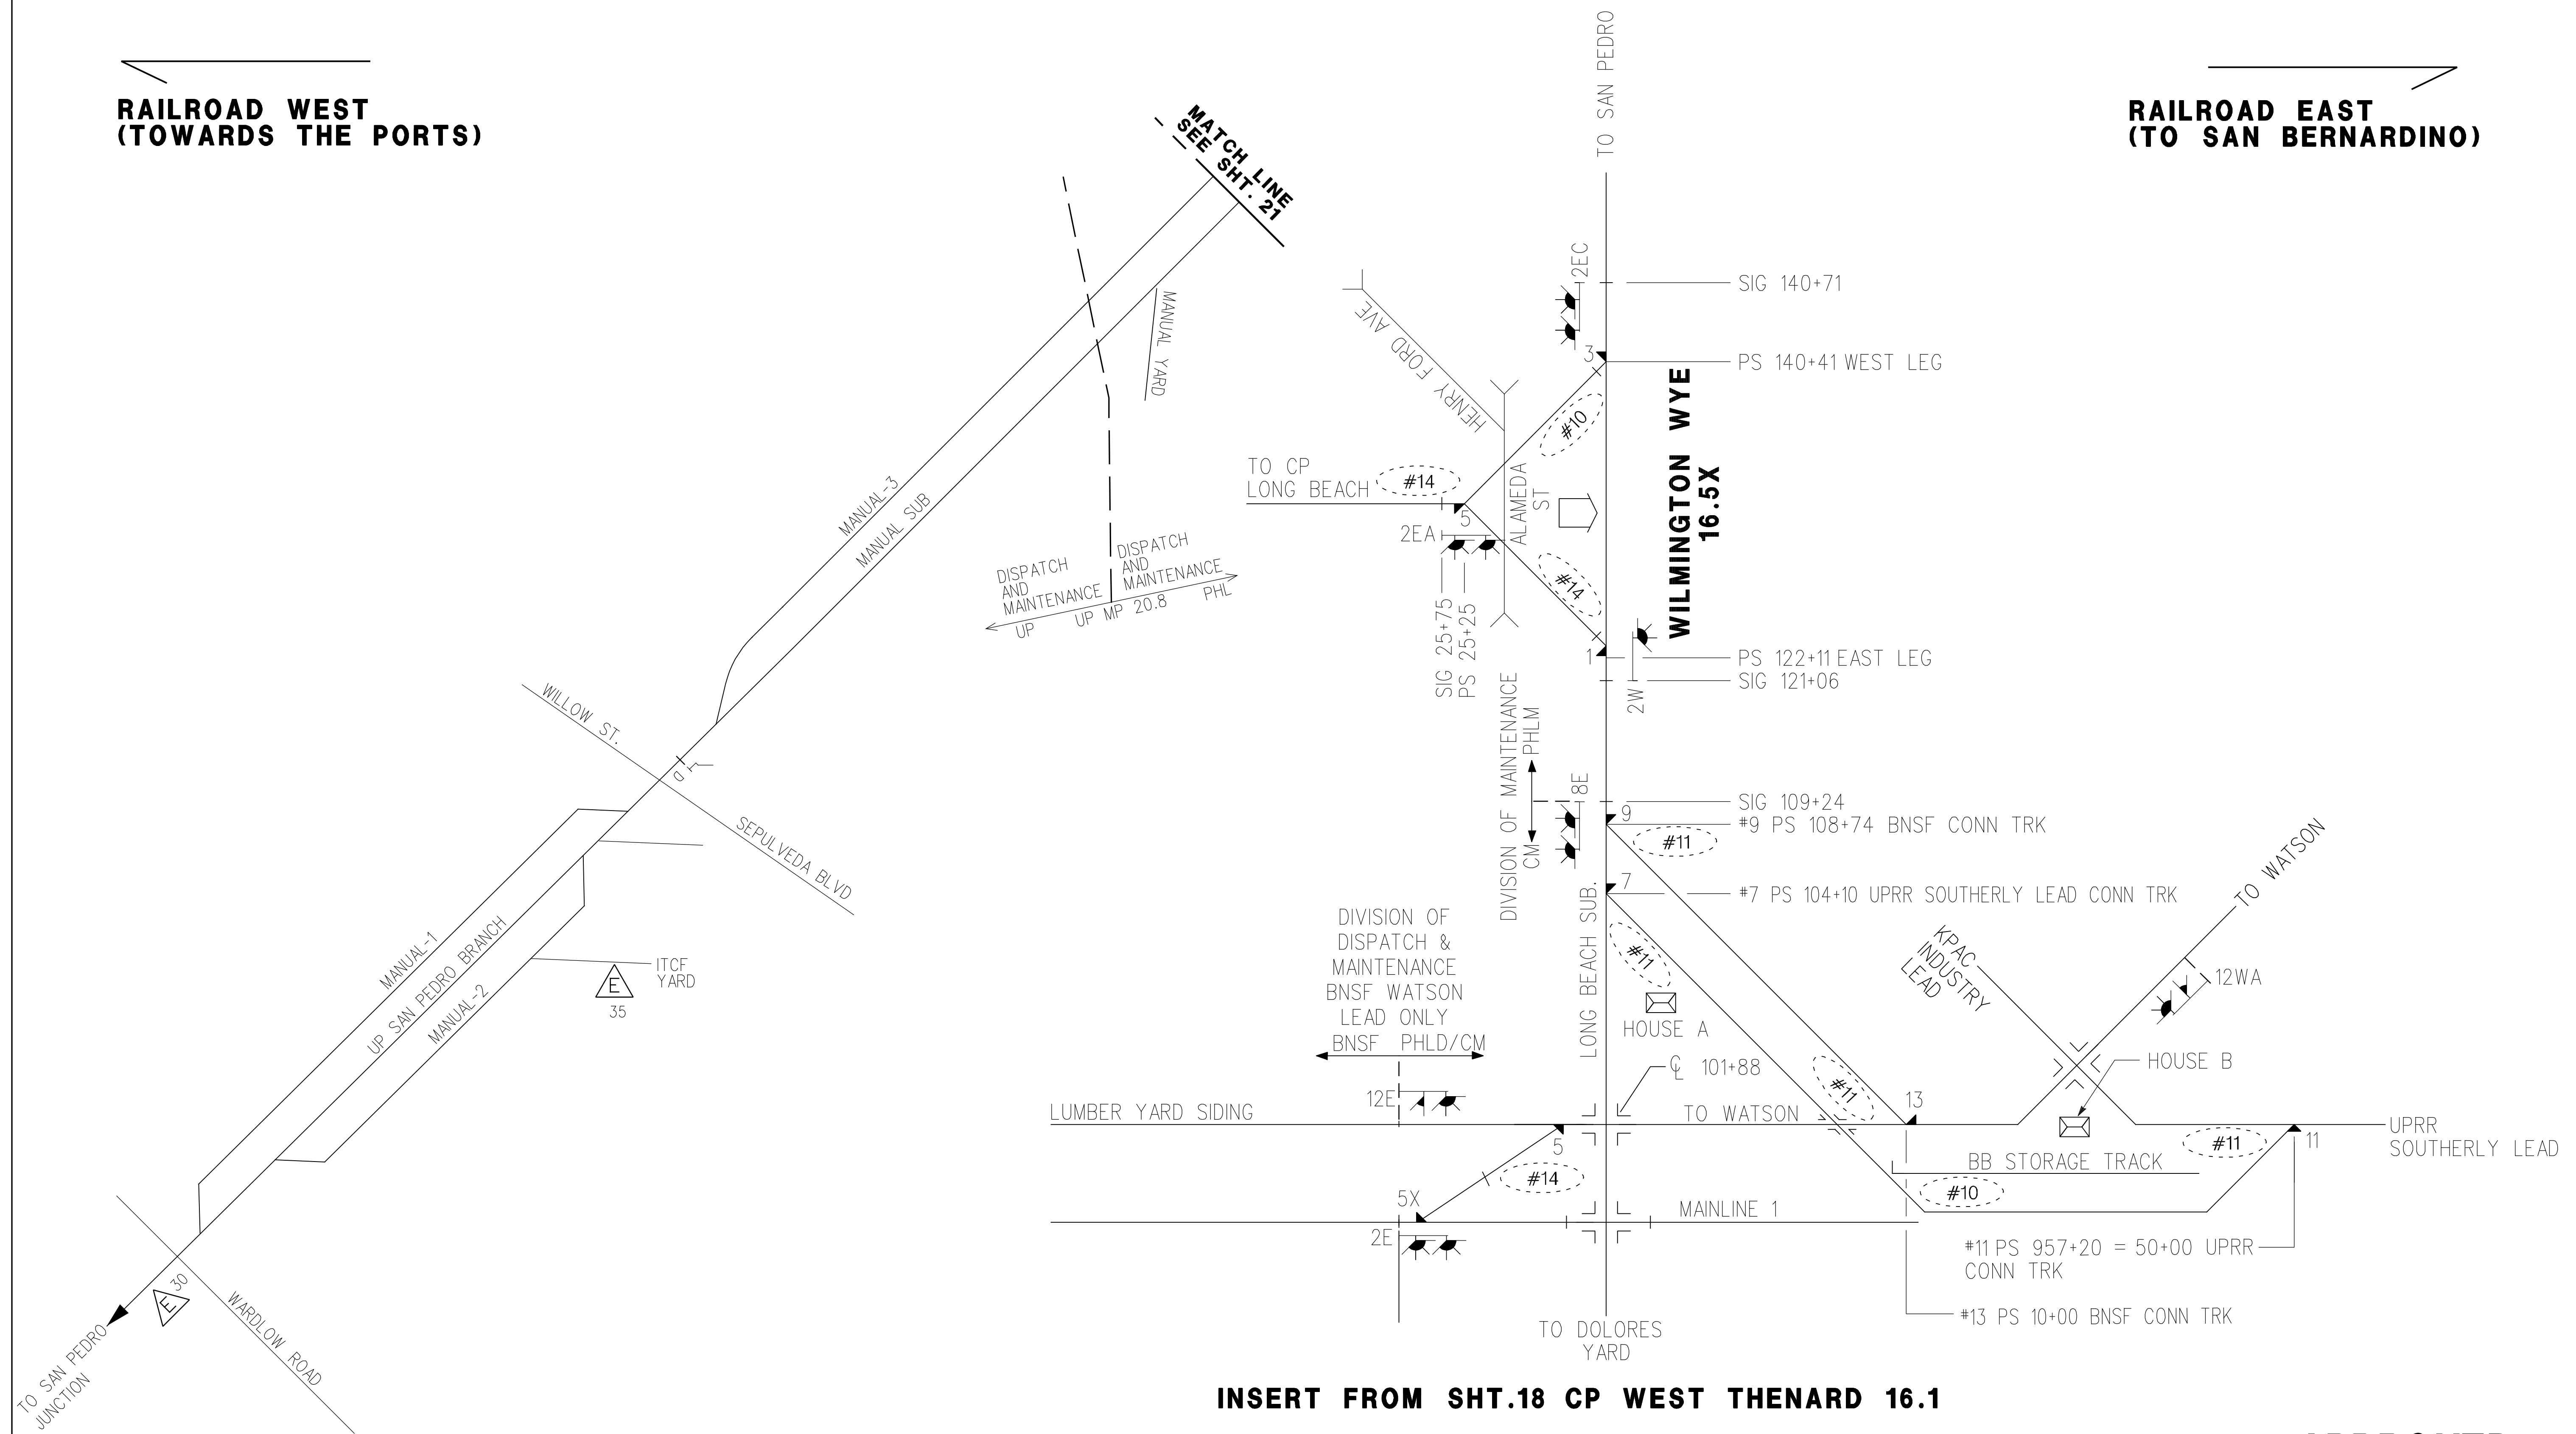 RAILROAD WEST
(TOWARDS THE PORTS)
RAILROAD EAST
(TO SAN BERNARDINO)
MATCH LINE
SEE SHT. 21
MANUAL YARD
MANUAL-3
MANUAL SUB
DISPATCH
AND
MAINTENANCE
DISPATCH
AND
MAINTENANCE
UP
UP MP 20.8
PHL
WILLOW ST.
D
SEPULVEDA BLVD
MANUAL-1
UP SAN PEDRO BRANCH
MANUAL-2
ITCF
YARD
E
35
E
30
WARDLOW ROAD
TO SAN PEDRO
JUNCTION
TO SAN PEDRO
2EC
SIG 140+71
3
PS 140+41 WEST LEG
HENRY FORD AVE
#10
TO CP
LONG BEACH
#14
5
2EA
ALAMEDA
ST
WILMINGTON WYE
16.5X
#14
SIG 25+75
PS 25+25
1
PS 122+11 EAST LEG
SIG 121+06
2W
DIVISION OF MAINTENANCE
CM
PHLM
8E
SIG 109+24
9
#9 PS 108+74 BNSF CONN TRK
#11
7
#7 PS 104+10 UPRR SOUTHERLY LEAD CONN TRK
LONG BEACH SUB.
#11
DIVISION OF
DISPATCH &
MAINTENANCE
BNSF WATSON
LEAD ONLY
BNSF PHLD/CM
HOUSE A
℄ 101+88
TO WATSON
KPAC
INDUSTRY
LEAD
12WA
HOUSE B
12E
LUMBER YARD SIDING
TO WATSON
#11
13
UPRR
SOUTHERLY LEAD
#11
11
5
#14
BB STORAGE TRACK
#10
5X
MAINLINE 1
2E
#11 PS 957+20 = 50+00 UPRR
CONN TRK
#13 PS 10+00 BNSF CONN TRK
TO DOLORES
YARD
INSERT FROM SHT.18 CP WEST THENARD 16.1